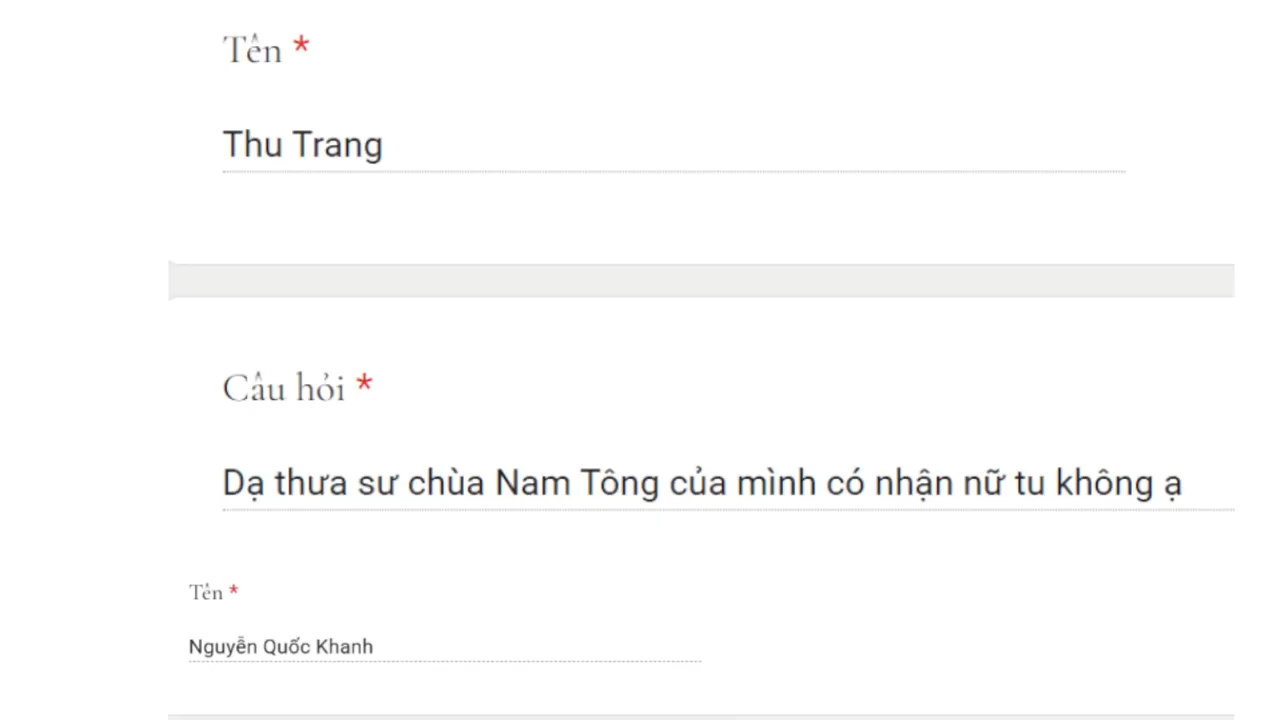 Tên *
Thu Trang
Câu hỏi *
Dạ thưa sư chùa Nam Tông của mình có nhận nữ tu không ạ
Tên *
Nguyễn Quốc Khanh